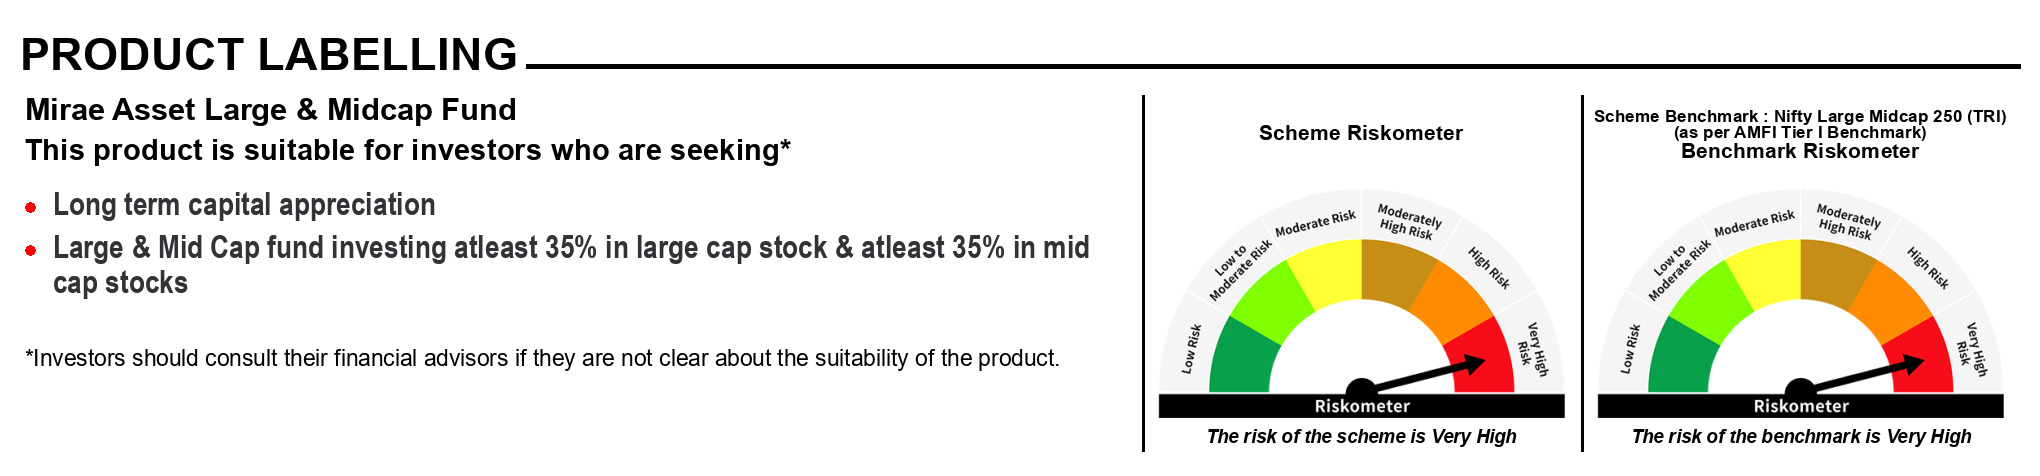 PRODUCT LABELLING
Mirae Asset Large & Midcap Fund
This product is suitable for investors who are seeking*
Long term capital appreciation
Large & Mid Cap fund investing atleast 35% in large cap stock & atleast 35% in mid
cap stocks
*Investors should consult their financial advisors if they are not clear about the suitability of the product.
Scheme Riskometer
Low Risk
Low to
Moderate Risk
Moderate Risk
Moderately
High Risk
High Risk
Very High
Risk
Riskometer
The risk of the scheme is Very High
Scheme Benchmark : Nifty Large Midcap 250 (TRI)
(as per AMFI Tier I Benchmark)
Benchmark Riskometer
Low Risk
Low to
Moderate Risk
Moderate Risk
Moderately
High Risk
High Risk
Very High
Risk
Riskometer
The risk of the benchmark is Very High